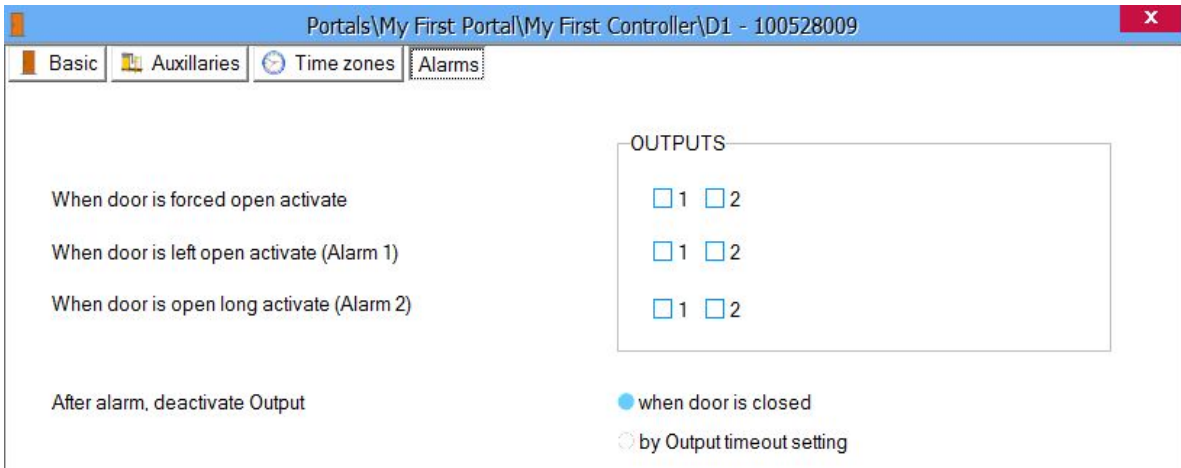 Portals\My First Portal\My First Controller\D1 - 100528009
x
Basic Auxillaries Time zones Alarms
OUTPUTS
When door is forced open activate 1 2
When door is left open activate (Alarm 1) 1 2
When door is open long activate (Alarm 2) 1 2
After alarm, deactivate Output when door is closed
by Output timeout setting